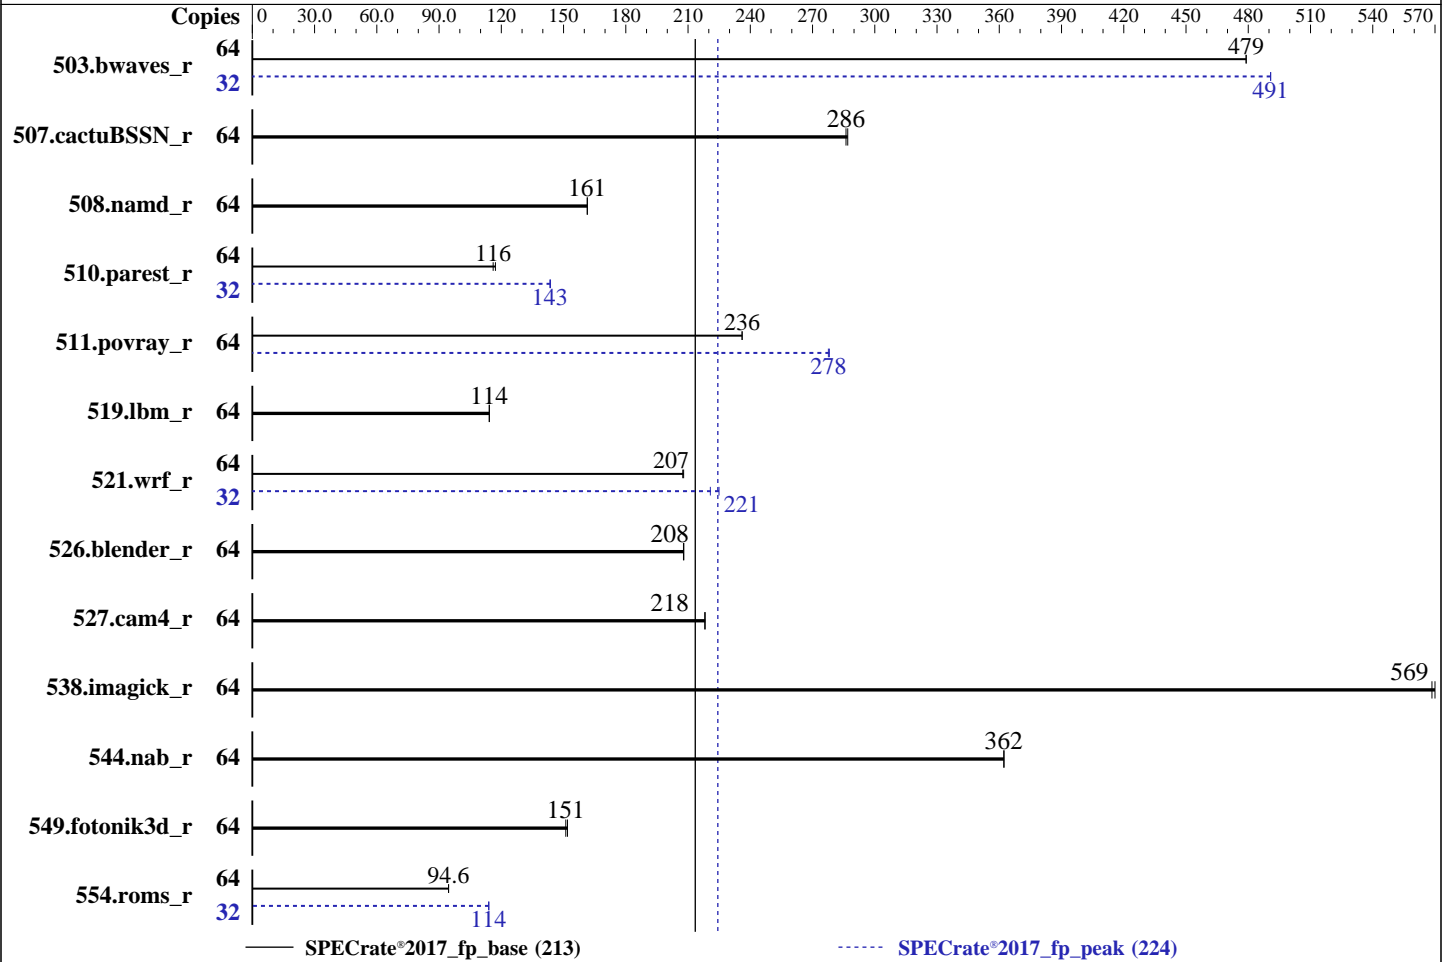 Copies 0 30.0 60.0 90.0 120 150 180 210 240 270 300 330 360 390 420 450 480 510 540 570
503.bwaves_r 64 479
32 491
507.cactuBSSN_r 64 286
508.namd_r 64 161
510.parest_r 64 116
32 143
511.povray_r 64 236
278
519.lbm_r 64 114
521.wrf_r 64 207
32 221
526.blender_r 64 208
527.cam4_r 64 218
538.imagick_r 64 569
544.nab_r 64 362
549.fotonik3d_r 64 151
554.roms_r 64 94.6
32 114
SPECrate®2017_fp_base (213) SPECrate®2017_fp_peak (224)